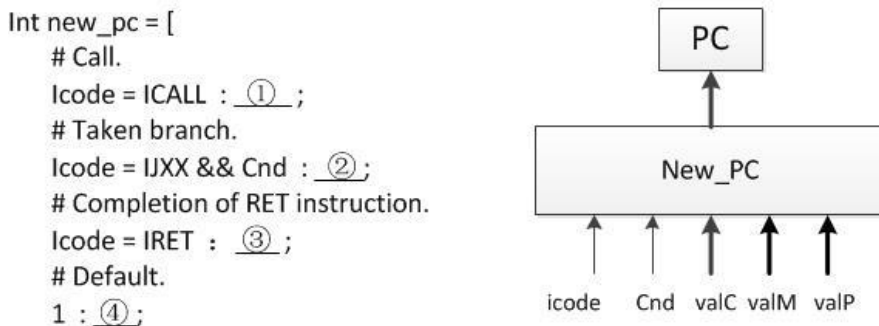 Int new_pc = [
# Call.
Icode = ICALL : ① ;
# Taken branch.
Icode = IJXX && Cnd : ② ;
# Completion of RET instruction.
Icode = IRET : ③ ;
# Default.
1 : ④ ;
PC
New_PC
icode Cnd valC valM valP